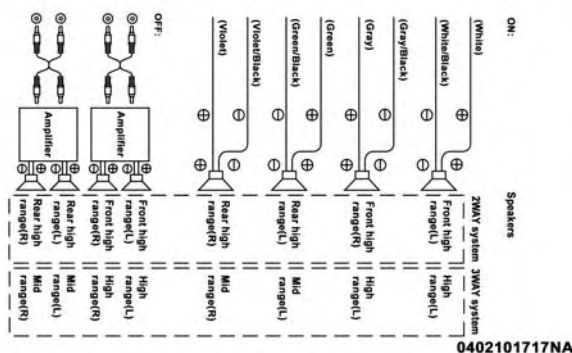 ON:
Speakers
2WAY system
3WAY system
(White)
⊕
(White/Black)
⊖
⊕
⊖
Front high
range(L)
High
range(L)
(Gray/Black)
⊖
(Gray)
⊕
⊖
⊕
Front high
range(R)
High
range(L)
(Green)
⊕
(Green/Black)
⊖
⊕
⊖
Rear high
range(L)
Mid
range(L)
(Violet/Black)
⊖
(Violet)
⊕
⊖
⊕
Rear high
range(R)
Mid
range(R)
OFF:
Amplifier
⊕
⊖
Front high
range(L)
High
range(L)
⊕
⊖
Front high
range(R)
High
range(R)
Amplifier
⊕
⊖
Rear high
range(L)
Mid
range(L)
⊕
⊖
Rear high
range(R)
Mid
range(R)
0402101717NA